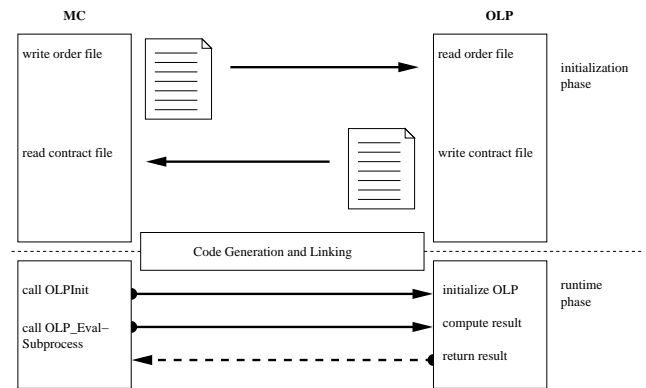 MC
OLP
write order file
read order file
initialization
phase
read contract file
write contract file
Code Generation and Linking
call OLPInit
initialize OLP
runtime
phase
call OLP_Eval−
Subprocess
compute result
return result